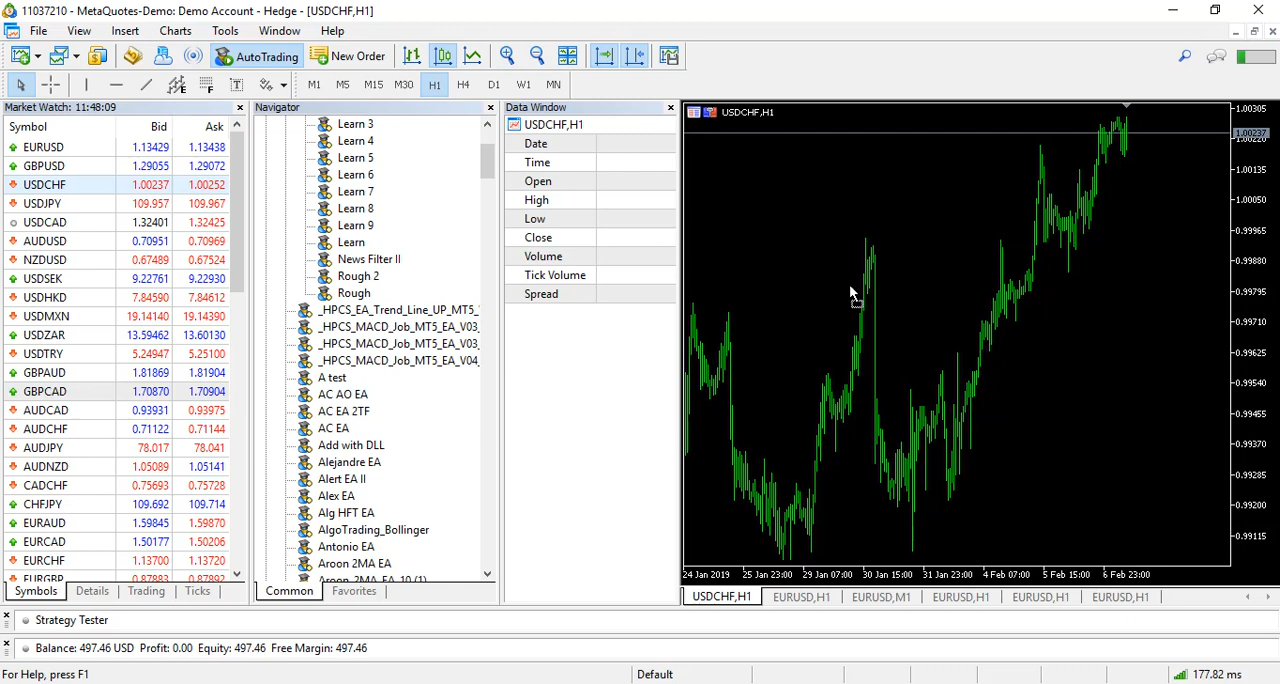 11037210 - MetaQuotes-Demo: Demo Account - Hedge - [USDCHF,H1]
File View Insert Charts Tools Window Help
AutoTrading New Order
M1 M5 M15 M30 H1 H4 D1 W1 MN
Market Watch: 11:48:09
Symbol Bid Ask
EURUSD 1.13429 1.13438
GBPUSD 1.29055 1.29072
USDCHF 1.00237 1.00252
USDJPY 109.957 109.967
USDCAD 1.32401 1.32425
AUDUSD 0.70951 0.70969
NZDUSD 0.67489 0.67524
USDSEK 9.22761 9.22930
USDHKD 7.84590 7.84612
USDMXN 19.14140 19.14390
USDZAR 13.59462 13.60130
USDTRY 5.24947 5.25100
GBPAUD 1.81869 1.81904
GBPCAD 1.70870 1.70904
AUDCAD 0.93931 0.93975
AUDCHF 0.71122 0.71144
AUDJPY 78.017 78.041
AUDNZD 1.05089 1.05141
CADCHF 0.75693 0.75728
CHFJPY 109.692 109.714
EURAUD 1.59845 1.59870
EURCAD 1.50177 1.50206
EURCHF 1.13700 1.13720
EURGBP 0.87883 0.87892
Symbols Details Trading Ticks
Navigator
Learn 3
Learn 4
Learn 5
Learn 6
Learn 7
Learn 8
Learn 9
Learn
News Filter II
Rough 2
Rough
_HPCS_EA_Trend_Line_UP_MT5_
_HPCS_MACD_Job_MT5_EA_V03_
_HPCS_MACD_Job_MT5_EA_V03_
_HPCS_MACD_Job_MT5_EA_V04_
A test
AC AO EA
AC EA 2TF
AC EA
Add with DLL
Alejandre EA
Alert EA II
Alex EA
Alg HFT EA
AlgoTrading_Bollinger
Antonio EA
Aroon 2MA EA
Aroon 2MA_EA_10 (1)
Common Favorites
Data Window
USDCHF,H1
Date
Time
Open
High
Low
Close
Volume
Tick Volume
Spread
USDCHF,H1
1.00305
1.00237
1.00220
1.00135
1.00050
0.99965
0.99880
0.99795
0.99710
0.99625
0.99540
0.99455
0.99370
0.99285
0.99200
0.99115
24 Jan 2019 25 Jan 23:00 29 Jan 07:00 30 Jan 15:00 31 Jan 23:00 4 Feb 07:00 5 Feb 15:00 6 Feb 23:00
USDCHF,H1 EURUSD,H1 EURUSD,M1 EURUSD,H1 EURUSD,H1 EURUSD,H1
Strategy Tester
Balance: 497.46 USD Profit: 0.00 Equity: 497.46 Free Margin: 497.46
For Help, press F1 Default 177.82 ms